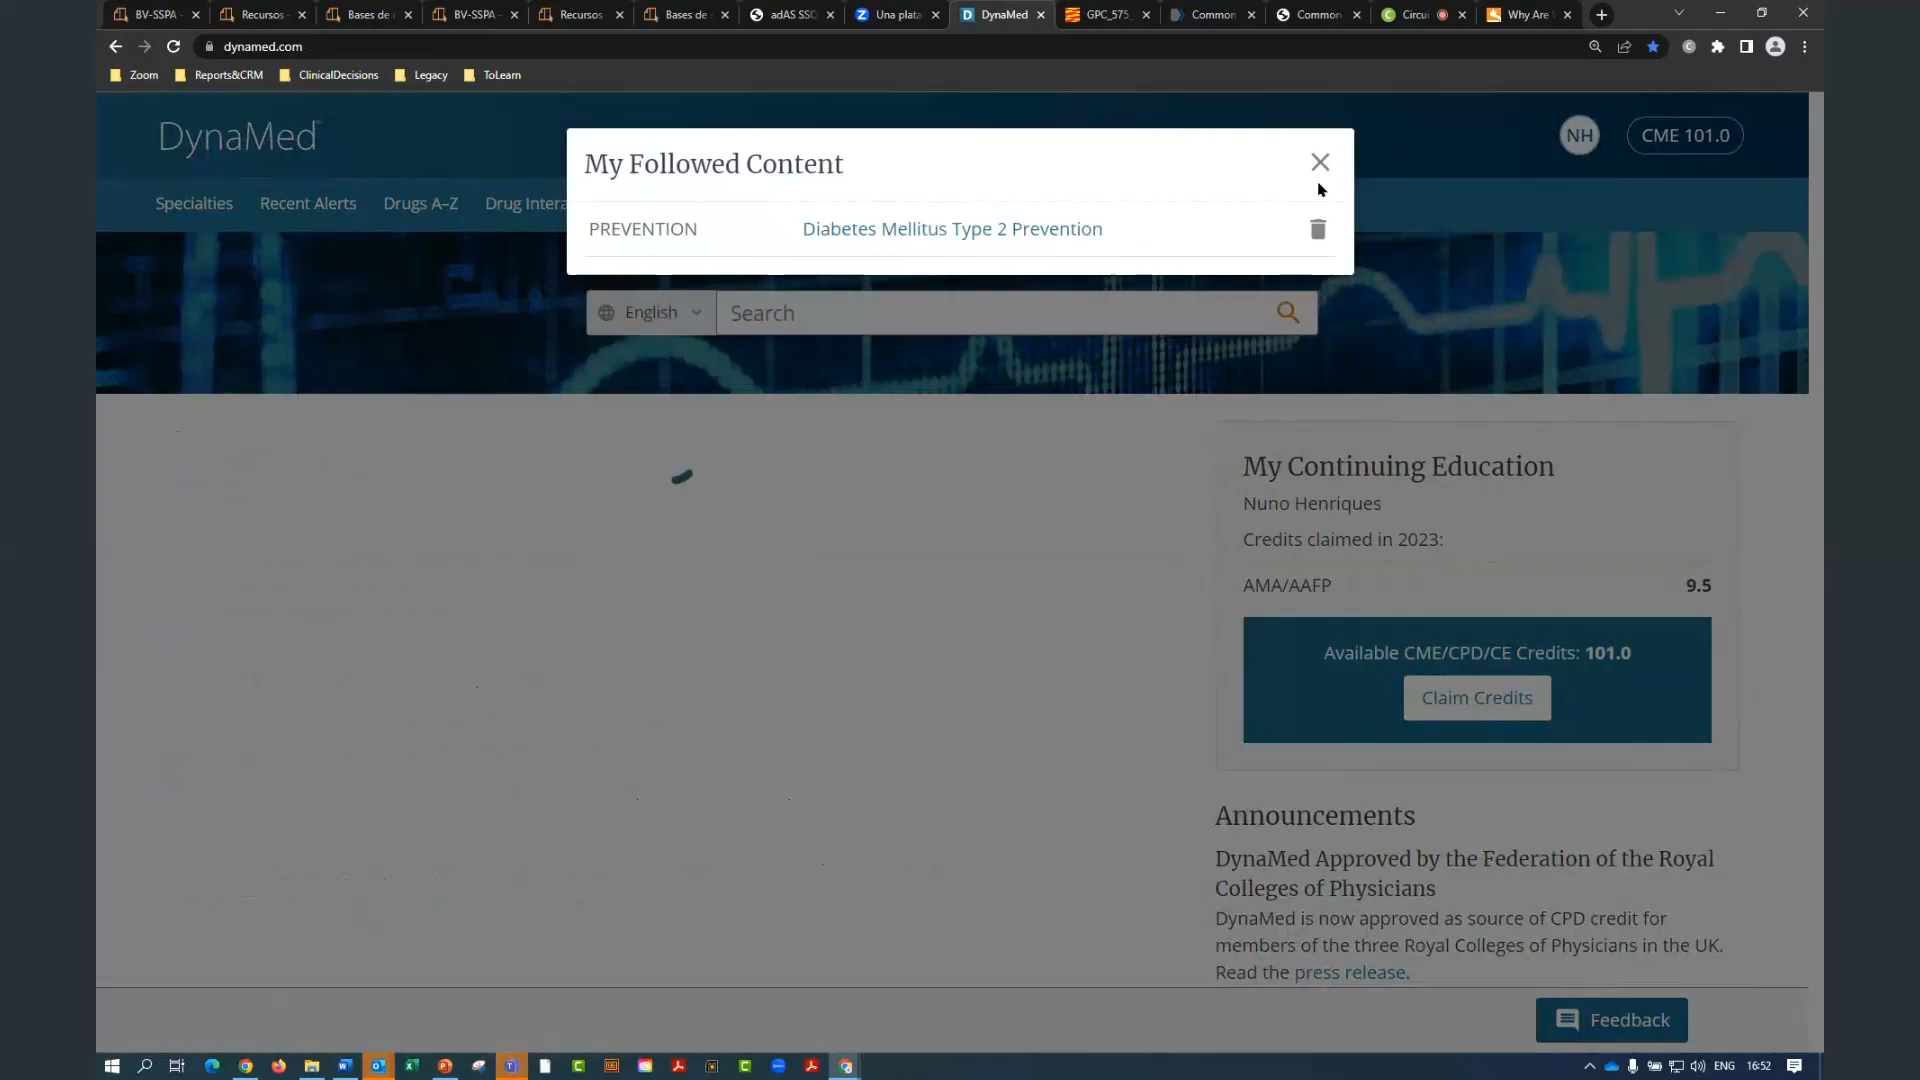 BV-SSPA -
Recursos -
Bases de
BV-SSPA -
Recursos
Bases de
adAS SSO
Una plata
DynaMed
GPC_575_
Common
Common
Circui
Why Are
dynamed.com
Zoom
Reports&CRM
ClinicalDecisions
Legacy
ToLearn
DynaMed
NH
CME 101.0
Specialties
Recent Alerts
Drugs A–Z
Drug Intera
My Followed Content
PREVENTION
Diabetes Mellitus Type 2 Prevention
English
Search
My Continuing Education
Nuno Henriques
Credits claimed in 2023:
AMA/AAFP 9.5
Available CME/CPD/CE Credits: 101.0
Claim Credits
Announcements
DynaMed Approved by the Federation of the Royal
Colleges of Physicians
DynaMed is now approved as source of CPD credit for
members of the three Royal Colleges of Physicians in the UK.
Read the press release.
Feedback
ENG
16:52